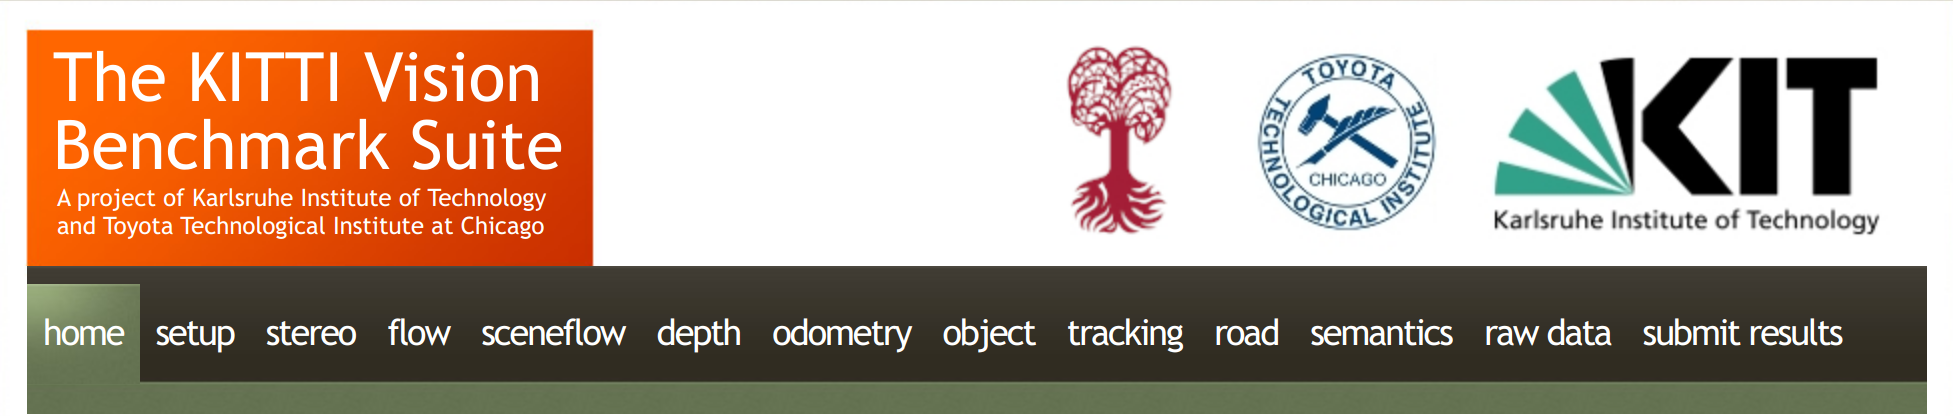 The KITTI Vision
Benchmark Suite
A project of Karlsruhe Institute of Technology
and Toyota Technological Institute at Chicago
TOYOTA
TECHNOLOGICAL INSTITUTE
CHICAGO
KIT
Karlsruhe Institute of Technology
home setup stereo flow sceneflow depth odometry object tracking road semantics raw data submit results